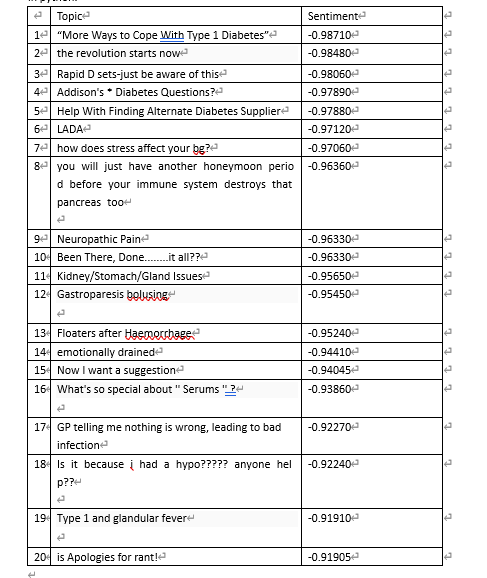 in python.
Topic Sentiment
1 “More Ways to Cope With Type 1 Diabetes” -0.98710
2 the revolution starts now -0.98480
3 Rapid D sets-just be aware of this -0.98060
4 Addison's * Diabetes Questions? -0.97890
5 Help With Finding Alternate Diabetes Supplier -0.97880
6 LADA -0.97120
7 how does stress affect your bg? -0.97060
8 you will just have another honeymoon perio -0.96360
d before your immune system destroys that
pancreas too
9 Neuropathic Pain -0.96330
10 Been There, Done........it all?? -0.96330
11 Kidney/Stomach/Gland Issues -0.95650
12 Gastroparesis bolusing -0.95450
13 Floaters after Haemorrhage -0.95240
14 emotionally drained -0.94410
15 Now I want a suggestion -0.94045
16 What's so special about " Serums " ? -0.93860
17 GP telling me nothing is wrong, leading to bad -0.92270
infection
18 Is it because i had a hypo????? anyone hel -0.92240
p??
19 Type 1 and glandular fever -0.91910
20 is Apologies for rant! -0.91905